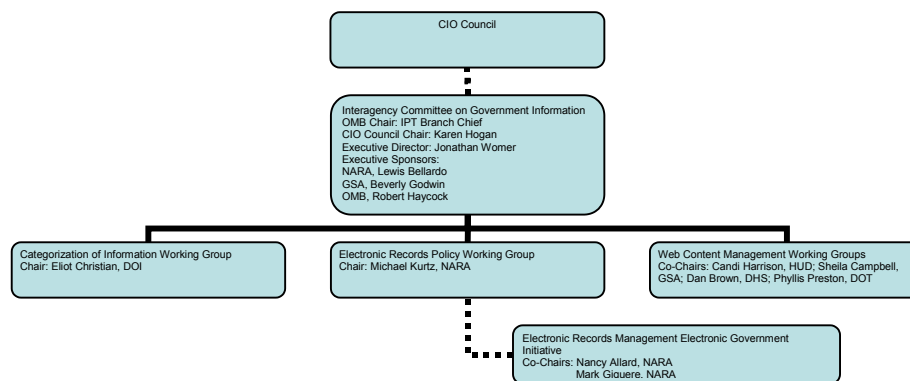 CIO Council
Interagency Committee on Government Information
OMB Chair: IPT Branch Chief
CIO Council Chair: Karen Hogan
Executive Director: Jonathan Womer
Executive Sponsors:
NARA, Lewis Bellardo
GSA, Beverly Godwin
OMB, Robert Haycock
Categorization of Information Working Group
Chair: Eliot Christian, DOI
Electronic Records Policy Working Group
Chair: Michael Kurtz, NARA
Web Content Management Working Groups
Co-Chairs: Candi Harrison, HUD; Sheila Campbell,
GSA; Dan Brown, DHS; Phyllis Preston, DOT
Electronic Records Management Electronic Government
Initiative
Co-Chairs: Nancy Allard, NARA
Mark Giguere, NARA